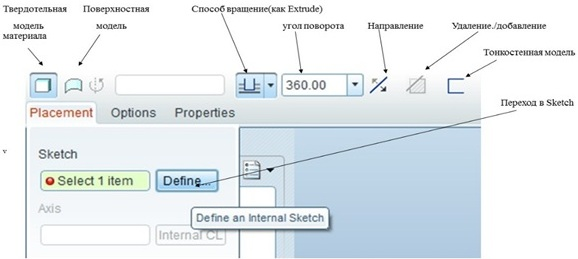 Твердотельная
модель
материала
Поверхностная
модель
Способ вращение(как Extrude)
угол поворота
Направление
Удаление./добавление
Тонкостенная модель
360.00
Placement Options Properties
Переход в Sketch
v
Sketch
Select 1 item Define...
Axis
Define an Internal Sketch
Internal CL